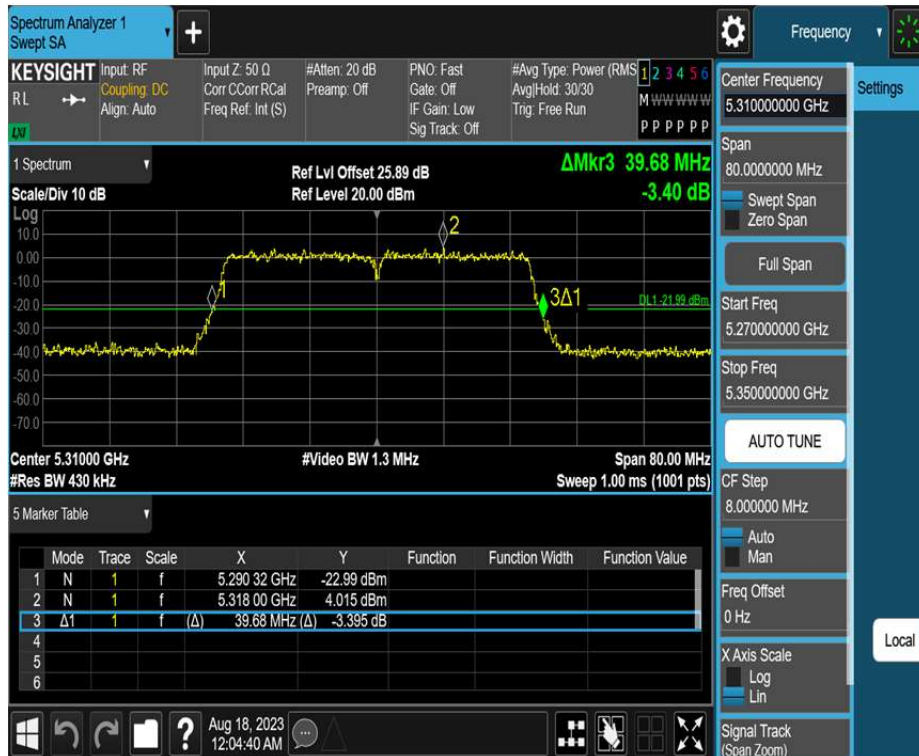 Spectrum Analyzer 1
Swept SA
+
Frequency
KEYSIGHT
RL
LXI
Input: RF
Coupling: DC
Align: Auto
Input Z: 50 Ω
Corr CCorr RCal
Freq Ref: Int (S)
#Atten: 20 dB
Preamp: Off
PNO: Fast
Gate: Off
IF Gain: Low
Sig Track: Off
#Avg Type: Power (RMS
Avg|Hold: 30/30
Trig: Free Run
1 2 3 4 5 6
M W W W W W
P P P P P P
1 Spectrum
Scale/Div 10 dB
Ref Lvl Offset 25.89 dB
Ref Level 20.00 dBm
ΔMkr3 39.68 MHz
-3.40 dB
Log
10.0
0.00
-10.0
-20.0
-30.0
-40.0
-50.0
-60.0
-70.0
1
2
3Δ1
DL1 -21.99 dBm
Center 5.31000 GHz
#Video BW 1.3 MHz
Span 80.00 MHz
#Res BW 430 kHz
Sweep 1.00 ms (1001 pts)
5 Marker Table
Mode Trace Scale X Y Function Function Width Function Value
1 N 1 f 5.290 32 GHz -22.99 dBm
2 N 1 f 5.318 00 GHz 4.015 dBm
3 Δ1 1 f (Δ) 39.68 MHz (Δ) -3.395 dB
4
5
6
?
Aug 18, 2023
12:04:40 AM
Center Frequency
5.310000000 GHz
Span
80.0000000 MHz
Swept Span
Zero Span
Full Span
Start Freq
5.270000000 GHz
Stop Freq
5.350000000 GHz
AUTO TUNE
CF Step
8.000000 MHz
Auto
Man
Freq Offset
0 Hz
X Axis Scale
Log
Lin
Signal Track
(Span Zoom)
Settings
Local